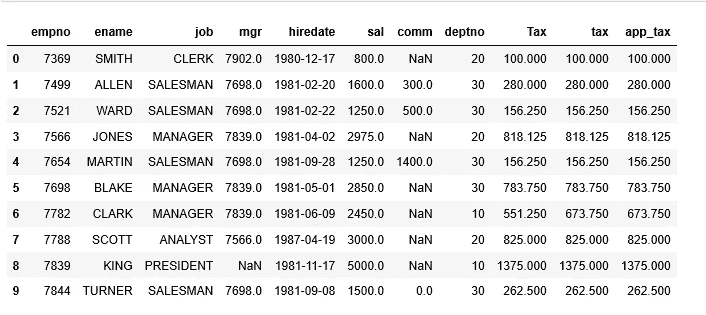 empno ename job mgr hiredate sal comm deptno Tax tax app_tax
0 7369 SMITH CLERK 7902.0 1980-12-17 800.0 NaN 20 100.000 100.000 100.000
1 7499 ALLEN SALESMAN 7698.0 1981-02-20 1600.0 300.0 30 280.000 280.000 280.000
2 7521 WARD SALESMAN 7698.0 1981-02-22 1250.0 500.0 30 156.250 156.250 156.250
3 7566 JONES MANAGER 7839.0 1981-04-02 2975.0 NaN 20 818.125 818.125 818.125
4 7654 MARTIN SALESMAN 7698.0 1981-09-28 1250.0 1400.0 30 156.250 156.250 156.250
5 7698 BLAKE MANAGER 7839.0 1981-05-01 2850.0 NaN 30 783.750 783.750 783.750
6 7782 CLARK MANAGER 7839.0 1981-06-09 2450.0 NaN 10 551.250 673.750 673.750
7 7788 SCOTT ANALYST 7566.0 1987-04-19 3000.0 NaN 20 825.000 825.000 825.000
8 7839 KING PRESIDENT NaN 1981-11-17 5000.0 NaN 10 1375.000 1375.000 1375.000
9 7844 TURNER SALESMAN 7698.0 1981-09-08 1500.0 0.0 30 262.500 262.500 262.500